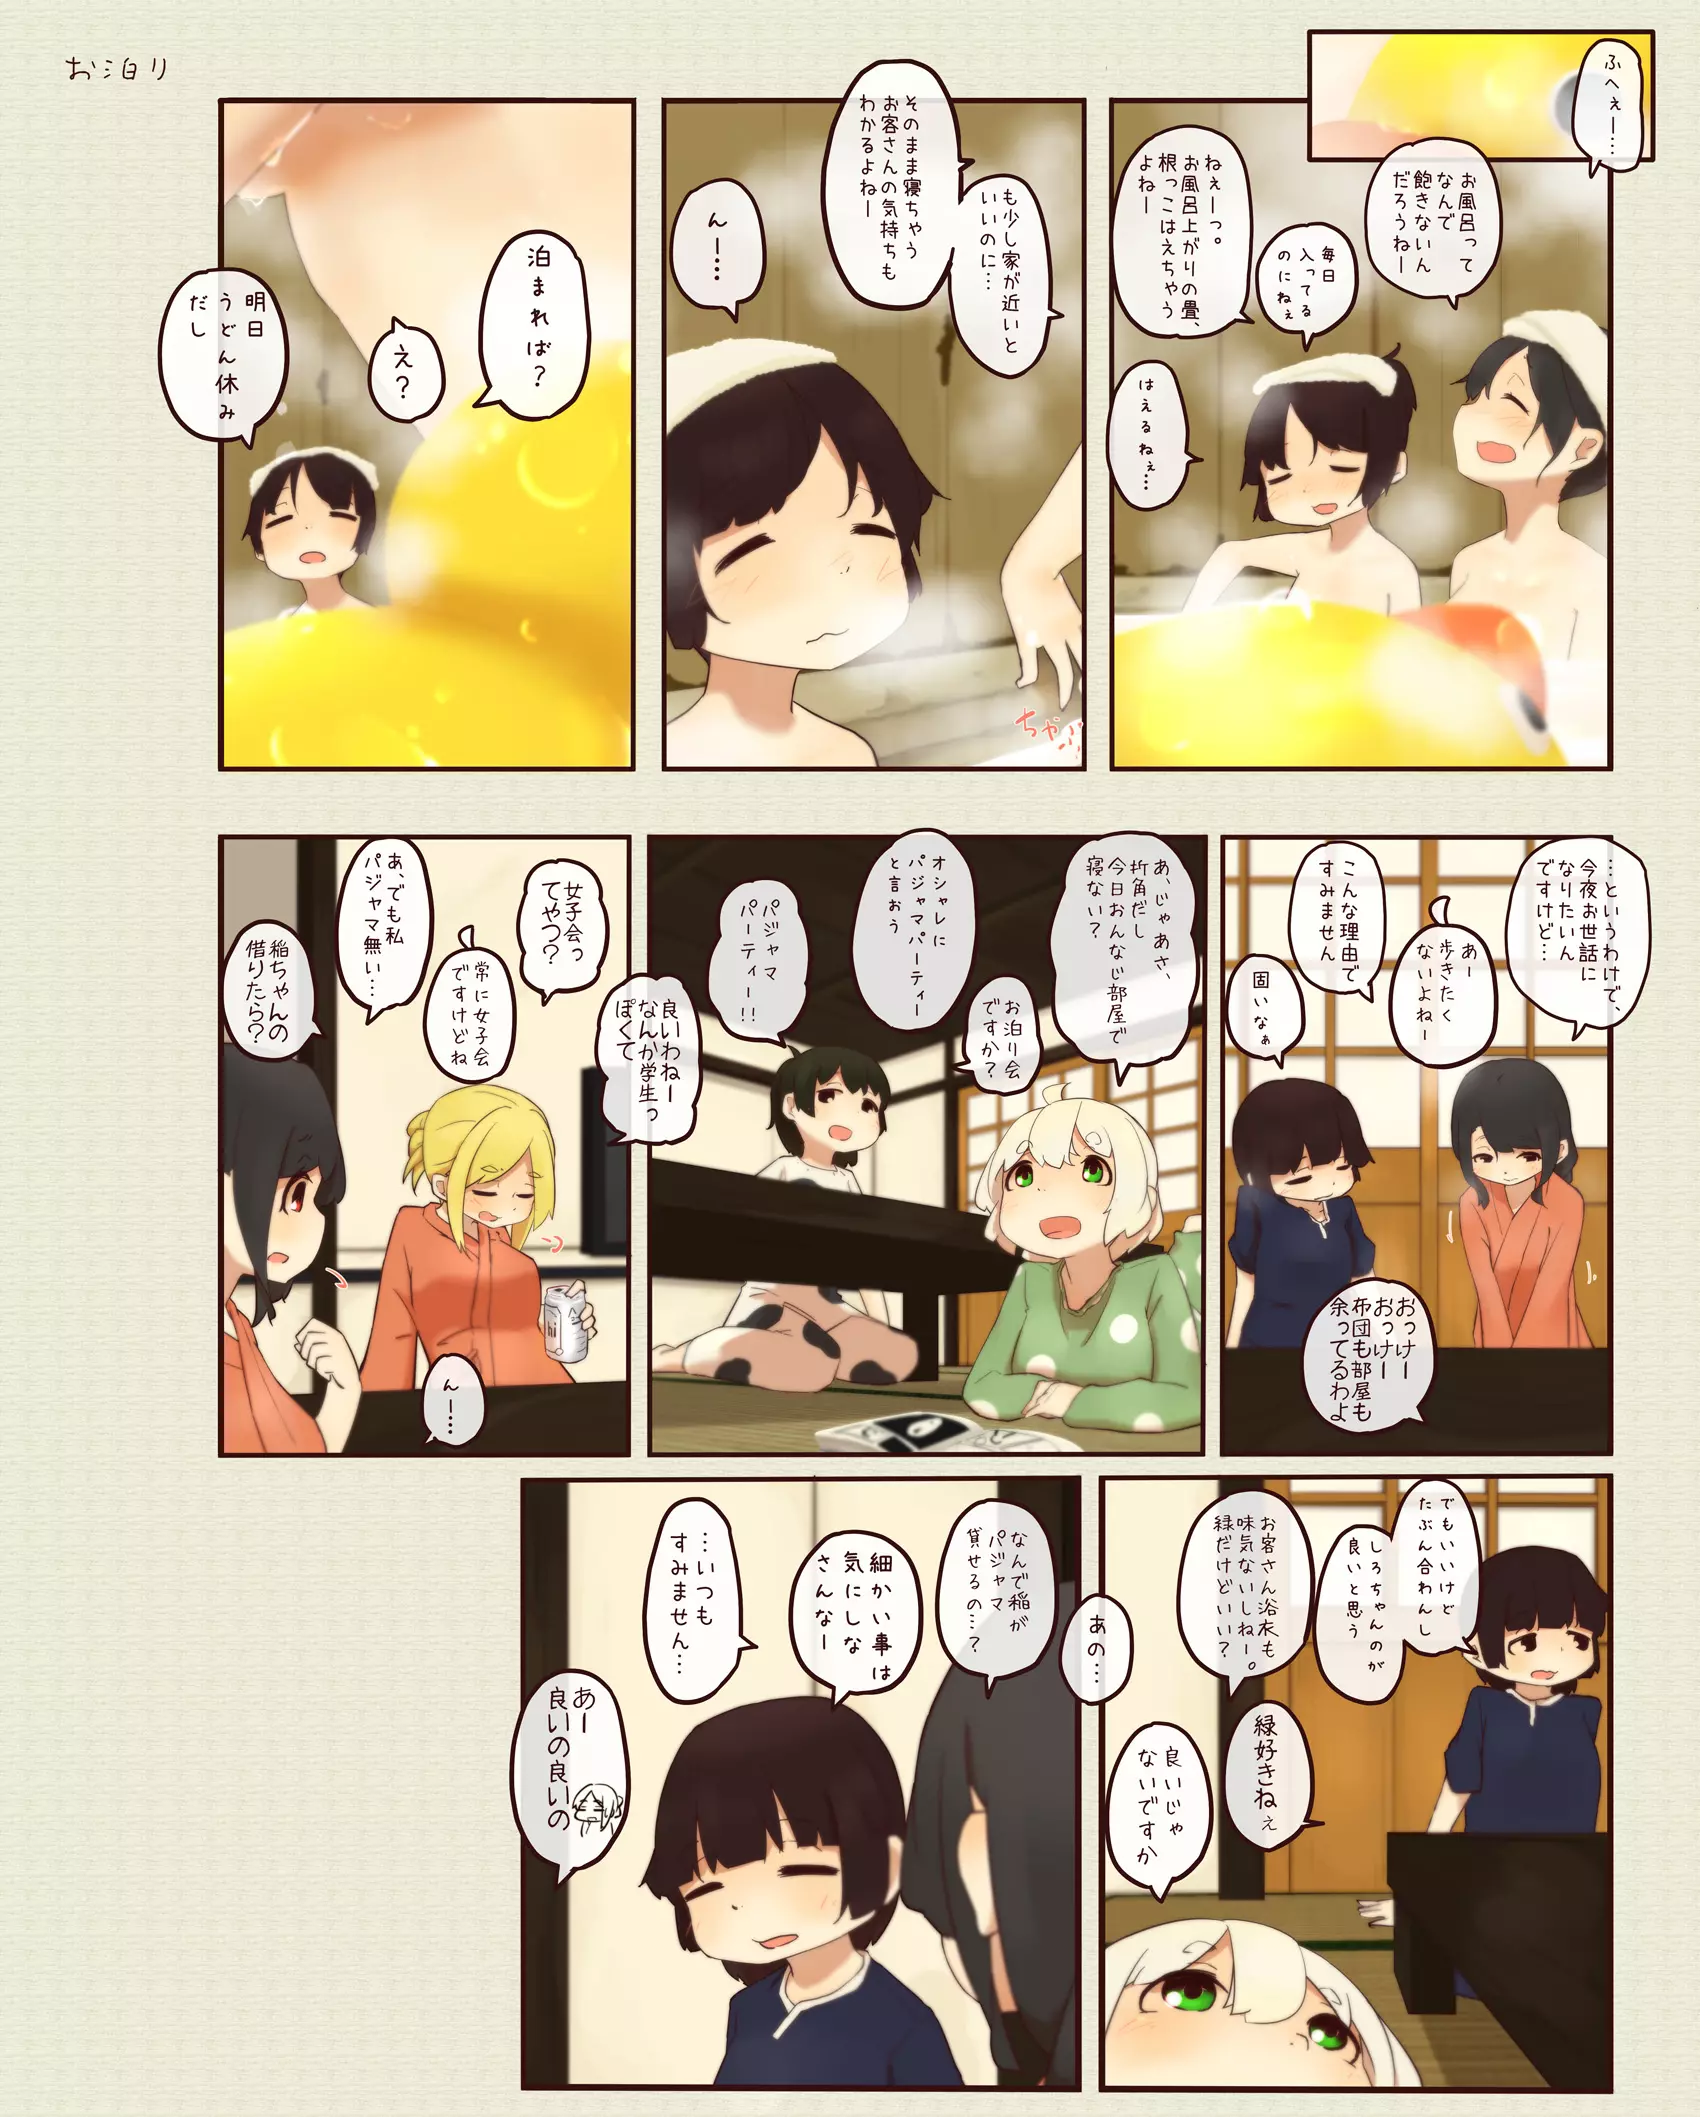 お泊り
ふへぇー…
お風呂って
なんで
飽きないん
だろうねー
毎日
入ってる
のにねぇ
ねぇーっ。
お風呂上がりの畳、
根っこはえちゃう
よねー
はえるねぇ…
も少し家が近いと
いいのに…
そのまま寝ちゃう
お客さんの気持ちも
わかるよねー
んー…
ちゃぷ
泊まれば?
え?
明日
うどん休み
だし
…というわけで、
今夜お世話に
なりたいん
ですけど…
あー
歩きたく
ないよねー
こんな理由で
すみません
固いなぁ
おっけー
おっけー
布団も部屋も
余ってるわよ
あ、じゃあさ、
折角だし
今日おんなじ部屋で
寝ない?
お泊り会
ですか?
オシャレに
パジャマパーティー
と言おう
パジャマ
パーティー!!
良いわねー
なんか学生っ
ぽくて
女子会っ
てやつ?
常に女子会
ですけどね
あ、でも私
パジャマ無い…
稲ちゃんの
借りたら?
んー…
でもいいけど
たぶん合わんし
しろちゃんのが
良いと思う
お客さん浴衣も
味気ないしねー。
緑だけどいい?
緑好きねぇ
良いじゃ
ないですか
あの…
なんで稲が
パジャマ
貸せるの…?
細かい事は
気にしな
さんなー
…いつも
すみません…
あー
良いの良いの